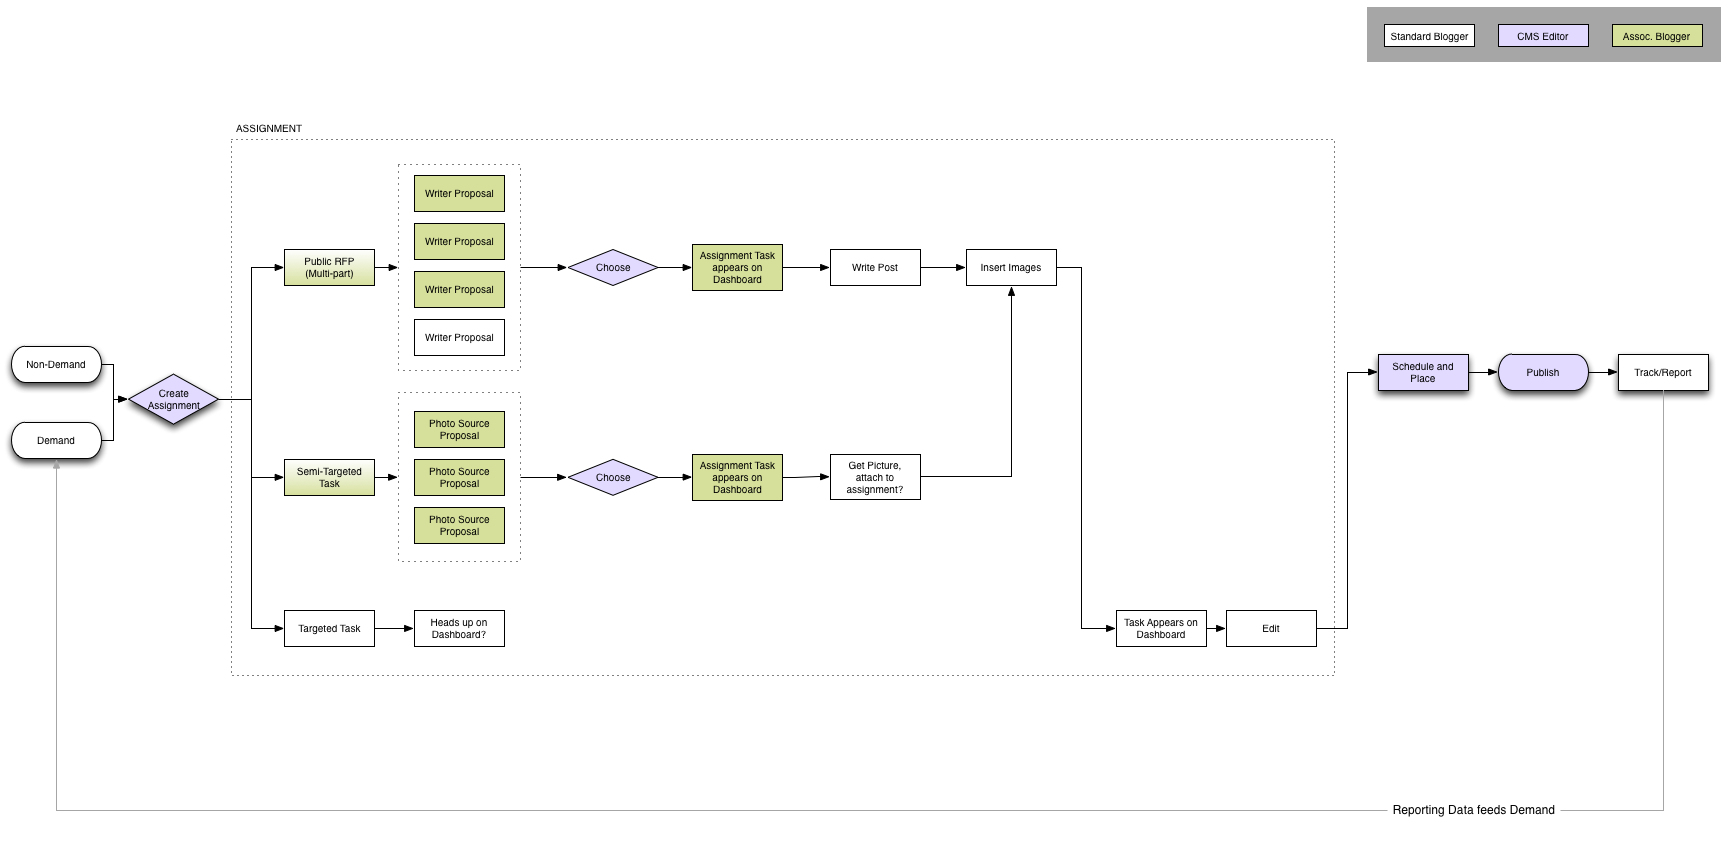 Standard Blogger
CMS Editor
Assoc. Blogger
ASSIGNMENT
Writer Proposal
Writer Proposal
Writer Proposal
Writer Proposal
Public RFP
(Multi-part)
Choose
Assignment Task
appears on
Dashboard
Write Post
Insert Images
Non-Demand
Demand
Create
Assignment
Photo Source
Proposal
Photo Source
Proposal
Photo Source
Proposal
Semi-Targeted
Task
Choose
Assignment Task
appears on
Dashboard
Get Picture,
attach to
assignment?
Targeted Task
Heads up on
Dashboard?
Task Appears on
Dashboard
Edit
Schedule and
Place
Publish
Track/Report
Reporting Data feeds Demand